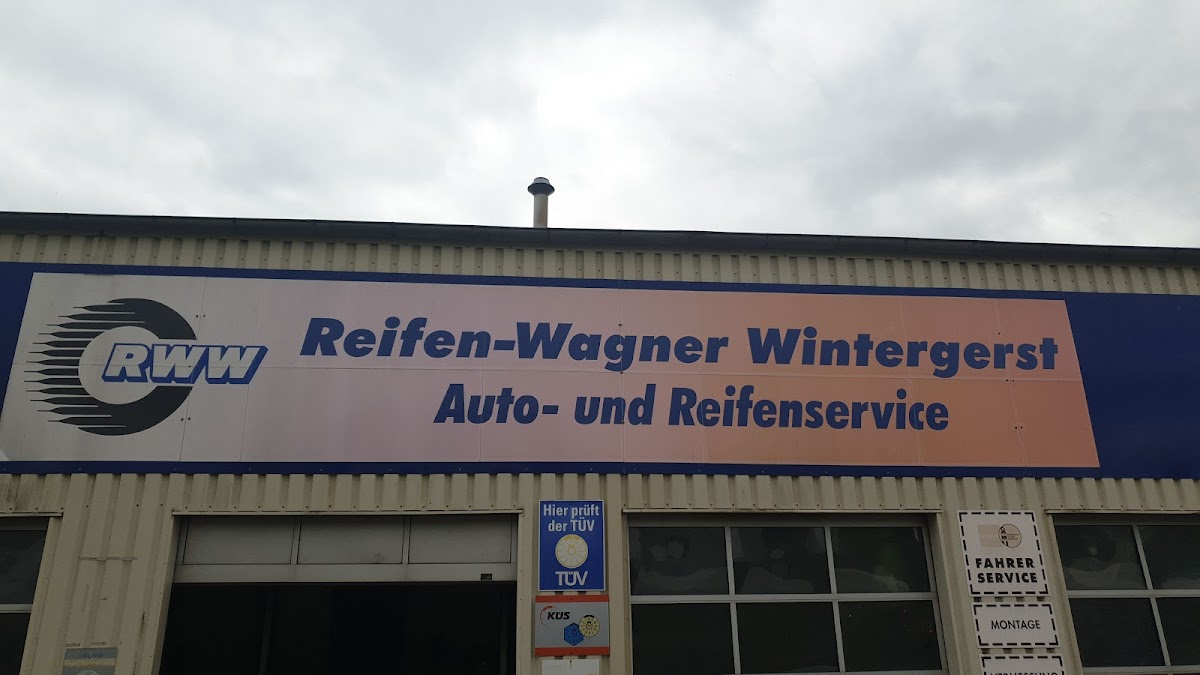 RWW
Reifen-Wagner Wintergerst
Auto- und Reifenservice
Hier prüft
der TÜV
TÜV
KÜS
FAHRER
SERVICE
MONTAGE